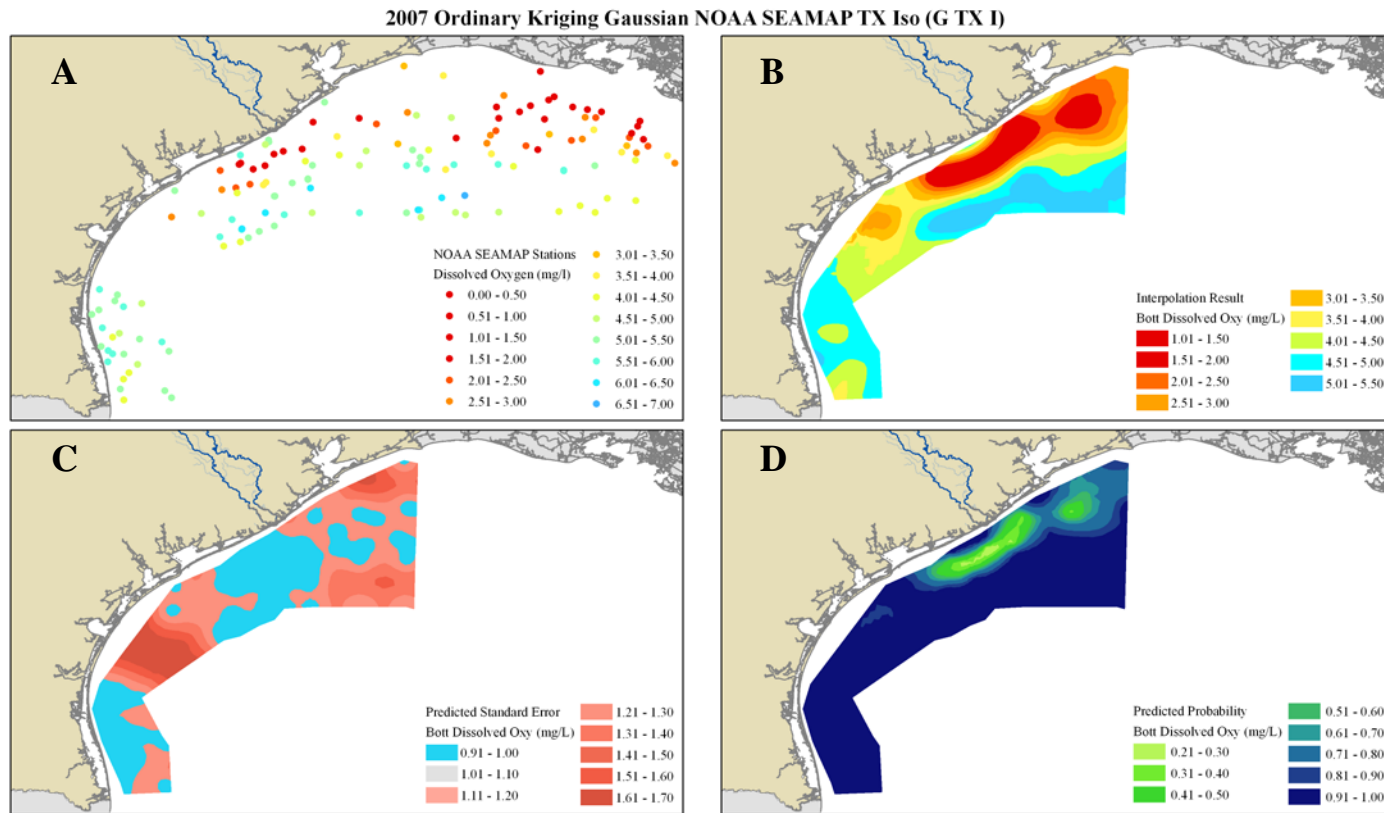 2007 Ordinary Kriging Gaussian NOAA SEAMAP TX Iso (G TX I)
A
NOAA SEAMAP Stations
Dissolved Oxygen (mg/l)
0.00 - 0.50
0.51 - 1.00
1.01 - 1.50
1.51 - 2.00
2.01 - 2.50
2.51 - 3.00
3.01 - 3.50
3.51 - 4.00
4.01 - 4.50
4.51 - 5.00
5.01 - 5.50
5.51 - 6.00
6.01 - 6.50
6.51 - 7.00
B
Interpolation Result
Bott Dissolved Oxy (mg/L)
1.01 - 1.50
1.51 - 2.00
2.01 - 2.50
2.51 - 3.00
3.01 - 3.50
3.51 - 4.00
4.01 - 4.50
4.51 - 5.00
5.01 - 5.50
C
Predicted Standard Error
Bott Dissolved Oxy (mg/L)
0.91 - 1.00
1.01 - 1.10
1.11 - 1.20
1.21 - 1.30
1.31 - 1.40
1.41 - 1.50
1.51 - 1.60
1.61 - 1.70
D
Predicted Probability
Bott Dissolved Oxy (mg/L)
0.21 - 0.30
0.31 - 0.40
0.41 - 0.50
0.51 - 0.60
0.61 - 0.70
0.71 - 0.80
0.81 - 0.90
0.91 - 1.00